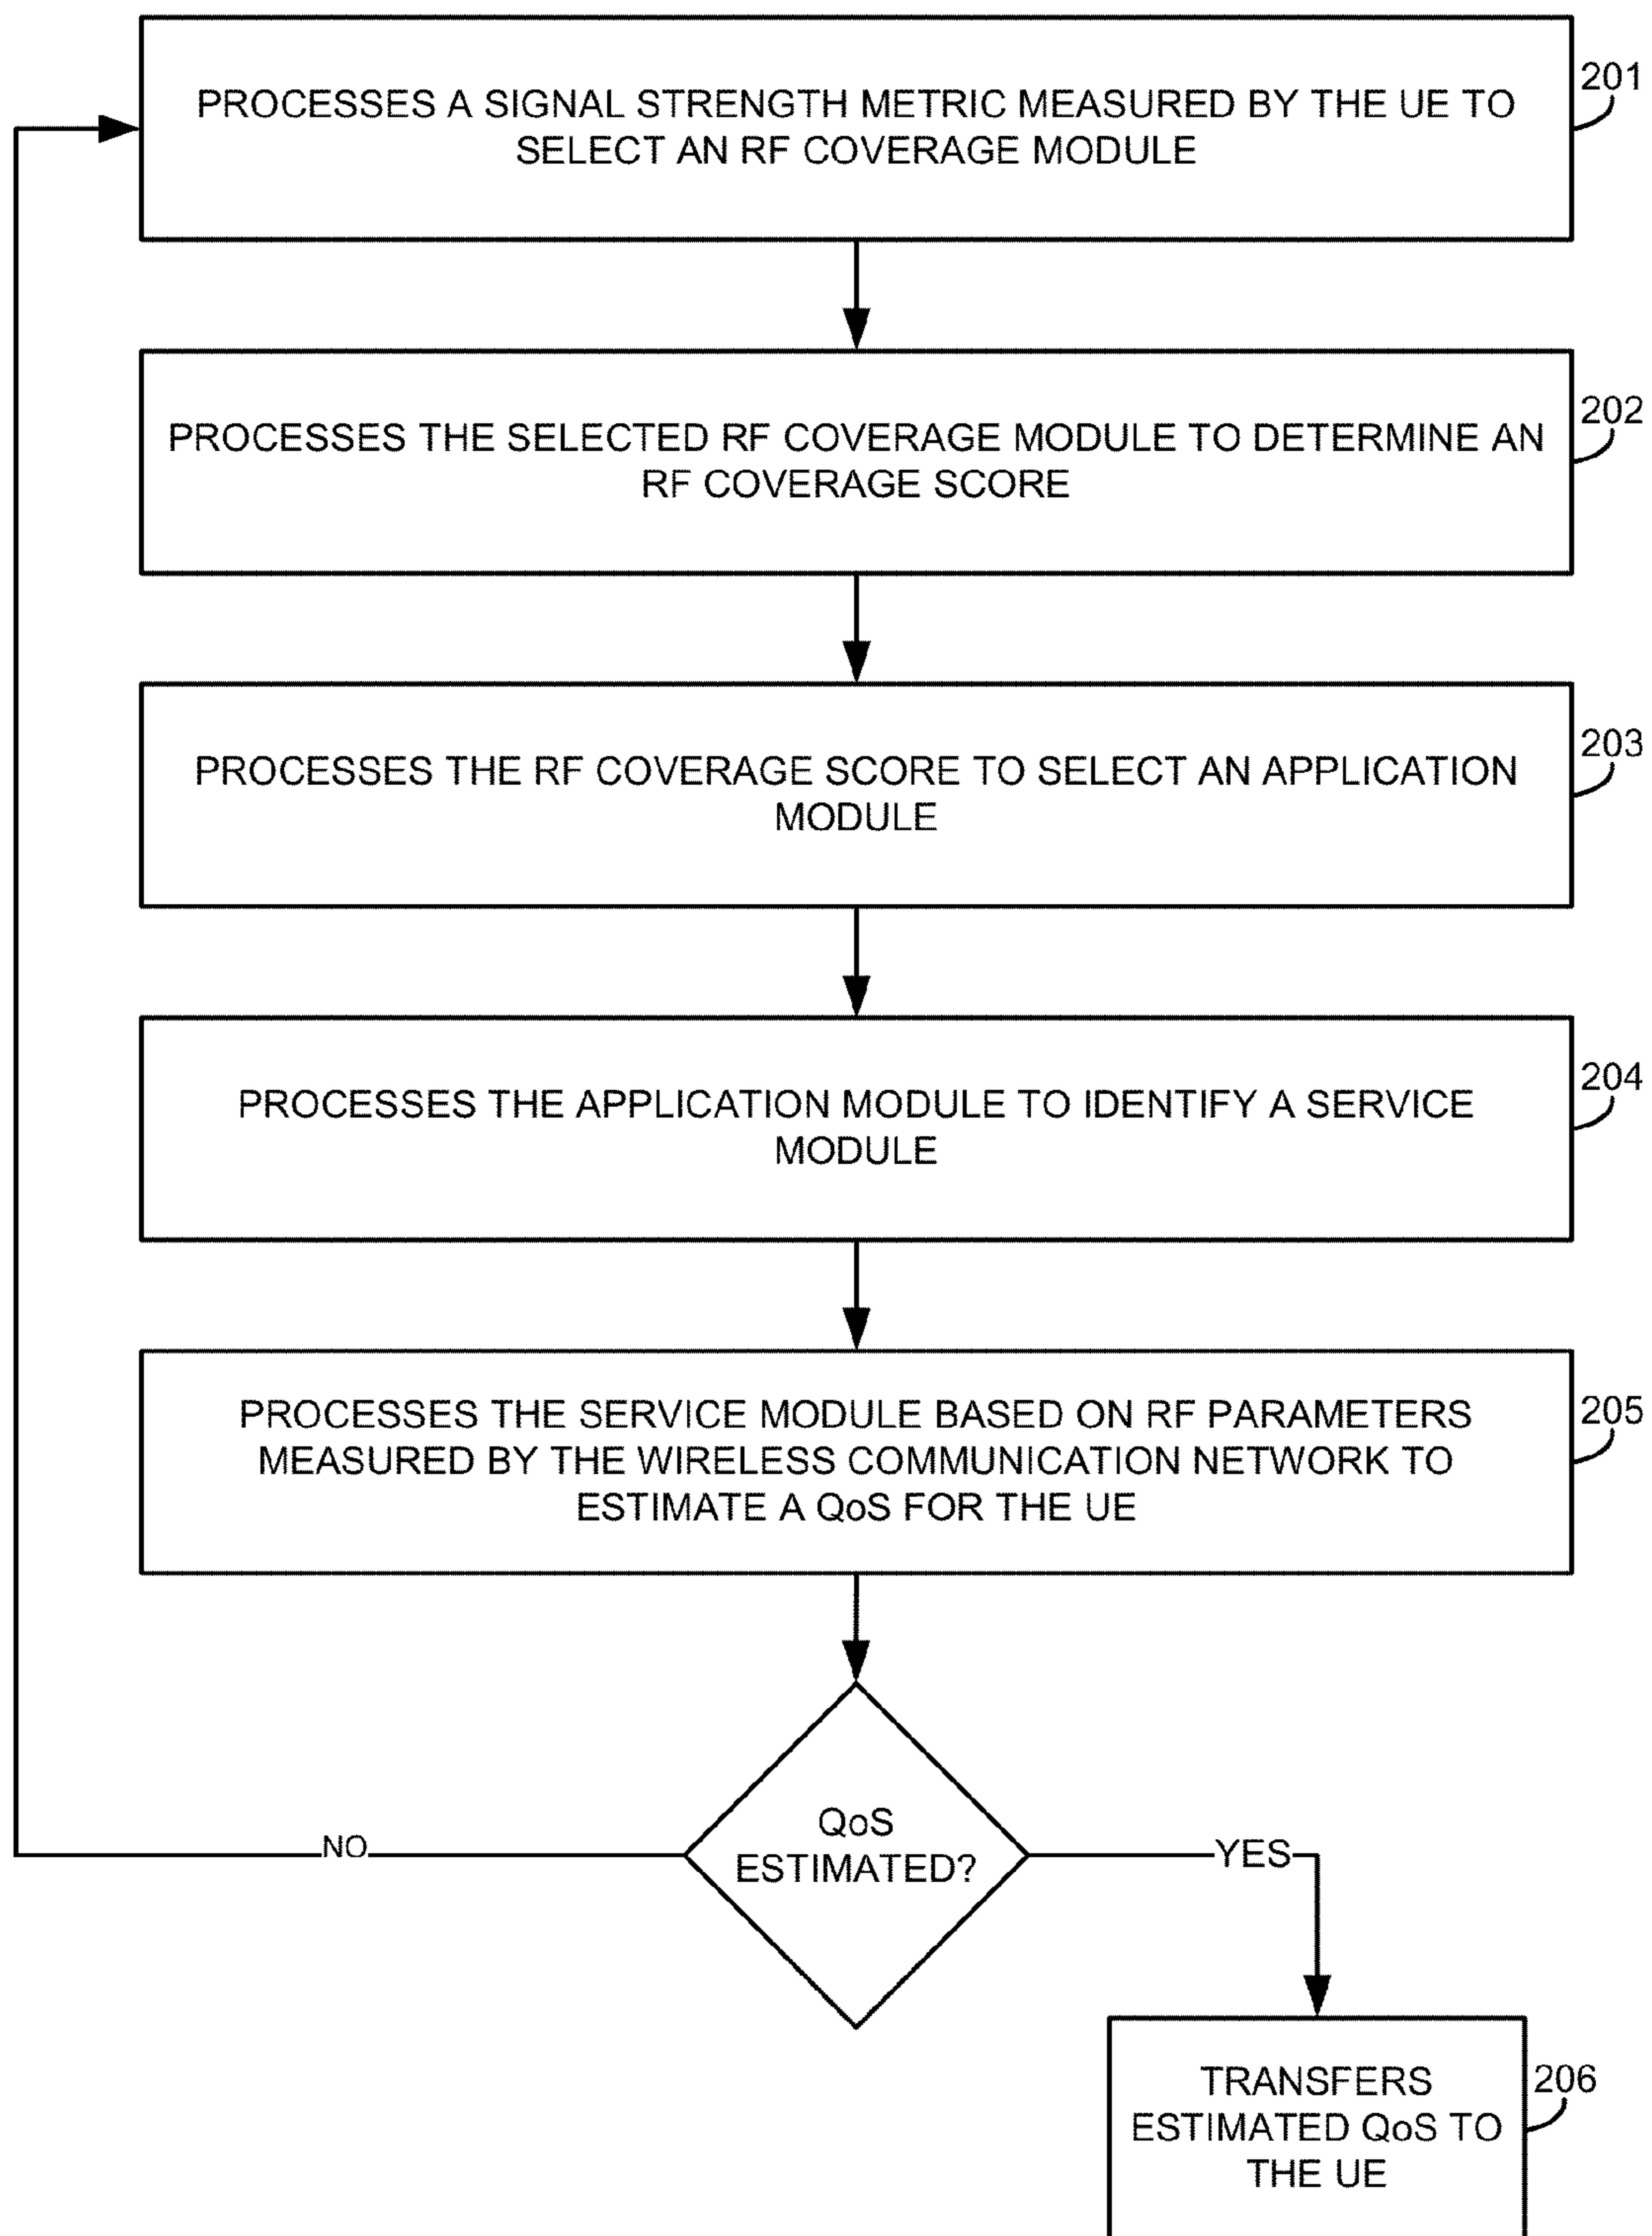 PROCESSES A SIGNAL STRENGTH METRIC MEASURED BY THE UE TO
SELECT AN RF COVERAGE MODULE
201
PROCESSES THE SELECTED RF COVERAGE MODULE TO DETERMINE AN
RF COVERAGE SCORE
202
PROCESSES THE RF COVERAGE SCORE TO SELECT AN APPLICATION
MODULE
203
PROCESSES THE APPLICATION MODULE TO IDENTIFY A SERVICE
MODULE
204
PROCESSES THE SERVICE MODULE BASED ON RF PARAMETERS
MEASURED BY THE WIRELESS COMMUNICATION NETWORK TO
ESTIMATE A QoS FOR THE UE
205
QoS
ESTIMATED?
NO
YES
TRANSFERS
ESTIMATED QoS TO
THE UE
206